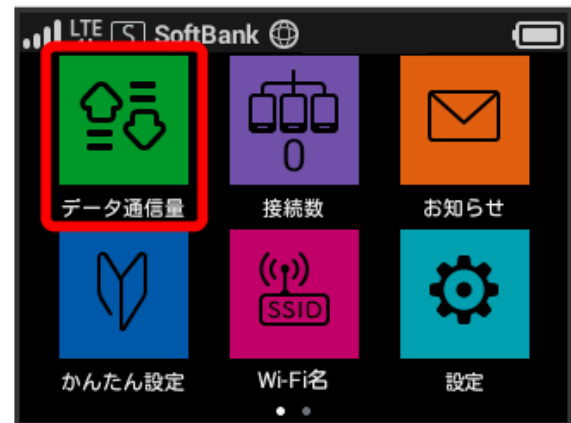 LTE S SoftBank
0
データ通信量 接続数 お知らせ
SSID
かんたん設定 Wi-Fi名 設定